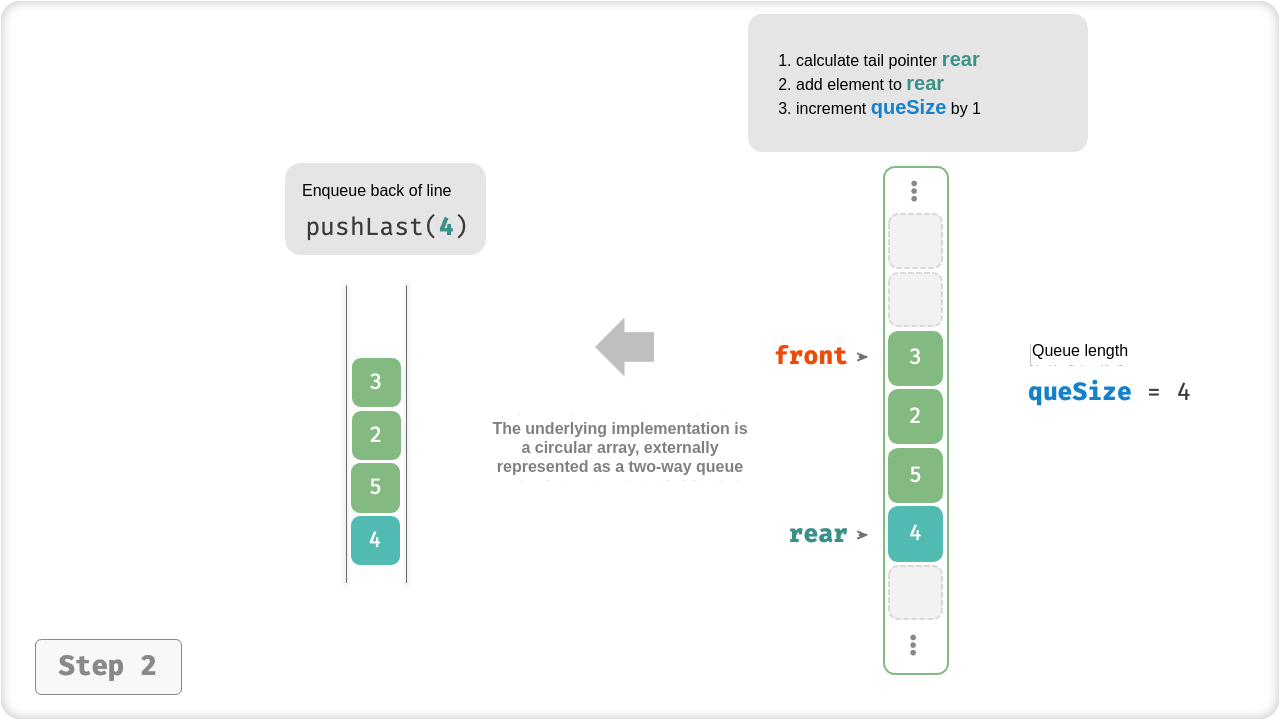 1. calculate tail pointer rear
2. add element to rear
3. increment queSize by 1
Enqueue back of line
pushLast(4)
3
2
5
4
The underlying implementation is
a circular array, externally
represented as a two-way queue
front
rear
3
2
5
4
Queue length
queSize = 4
Step 2